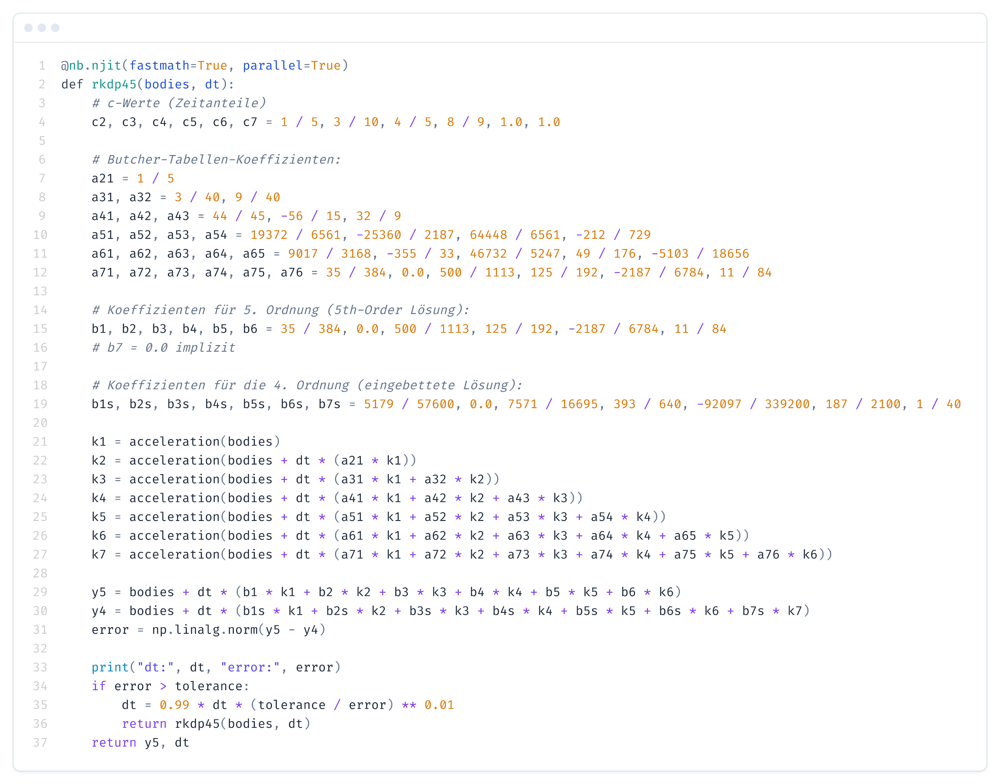 1 @nb.njit(fastmath=True, parallel=True)
2 def rkdp45(bodies, dt):
3     # c-Werte (Zeitanteile)
4     c2, c3, c4, c5, c6, c7 = 1 / 5, 3 / 10, 4 / 5, 8 / 9, 1.0, 1.0
5
6     # Butcher-Tabellen-Koeffizienten:
7     a21 = 1 / 5
8     a31, a32 = 3 / 40, 9 / 40
9     a41, a42, a43 = 44 / 45, -56 / 15, 32 / 9
10     a51, a52, a53, a54 = 19372 / 6561, -25360 / 2187, 64448 / 6561, -212 / 729
11     a61, a62, a63, a64, a65 = 9017 / 3168, -355 / 33, 46732 / 5247, 49 / 176, -5103 / 18656
12     a71, a72, a73, a74, a75, a76 = 35 / 384, 0.0, 500 / 1113, 125 / 192, -2187 / 6784, 11 / 84
13
14     # Koeffizienten für 5. Ordnung (5th-Order Lösung):
15     b1, b2, b3, b4, b5, b6 = 35 / 384, 0.0, 500 / 1113, 125 / 192, -2187 / 6784, 11 / 84
16     # b7 = 0.0 implizit
17
18     # Koeffizienten für die 4. Ordnung (eingebettete Lösung):
19     b1s, b2s, b3s, b4s, b5s, b6s, b7s = 5179 / 57600, 0.0, 7571 / 16695, 393 / 640, -92097 / 339200, 187 / 2100, 1 / 40
20
21     k1 = acceleration(bodies)
22     k2 = acceleration(bodies + dt * (a21 * k1))
23     k3 = acceleration(bodies + dt * (a31 * k1 + a32 * k2))
24     k4 = acceleration(bodies + dt * (a41 * k1 + a42 * k2 + a43 * k3))
25     k5 = acceleration(bodies + dt * (a51 * k1 + a52 * k2 + a53 * k3 + a54 * k4))
26     k6 = acceleration(bodies + dt * (a61 * k1 + a62 * k2 + a63 * k3 + a64 * k4 + a65 * k5))
27     k7 = acceleration(bodies + dt * (a71 * k1 + a72 * k2 + a73 * k3 + a74 * k4 + a75 * k5 + a76 * k6))
28
29     y5 = bodies + dt * (b1 * k1 + b2 * k2 + b3 * k3 + b4 * k4 + b5 * k5 + b6 * k6)
30     y4 = bodies + dt * (b1s * k1 + b2s * k2 + b3s * k3 + b4s * k4 + b5s * k5 + b6s * k6 + b7s * k7)
31     error = np.linalg.norm(y5 - y4)
32
33     print("dt:", dt, "error:", error)
34     if error > tolerance:
35         dt = 0.99 * dt * (tolerance / error) ** 0.01
36         return rkdp45(bodies, dt)
37     return y5, dt